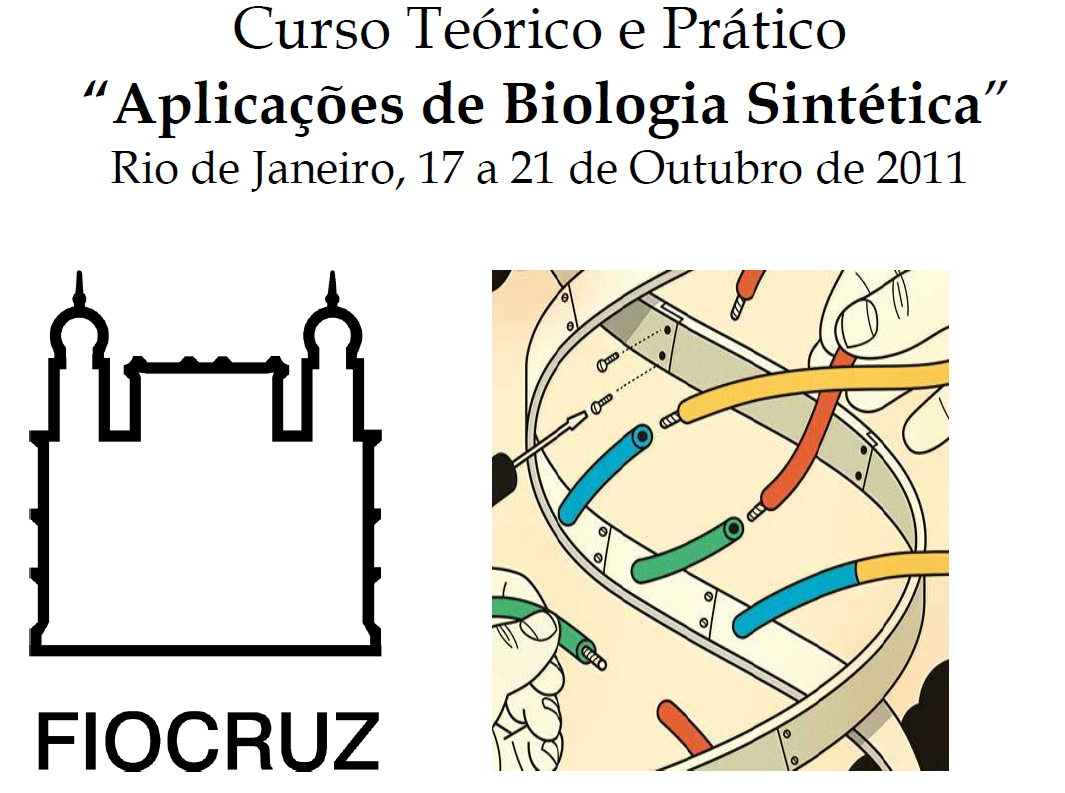 Curso Teórico e Prático
“Aplicações de Biologia Sintética”
Rio de Janeiro, 17 a 21 de Outubro de 2011
FIOCRUZ